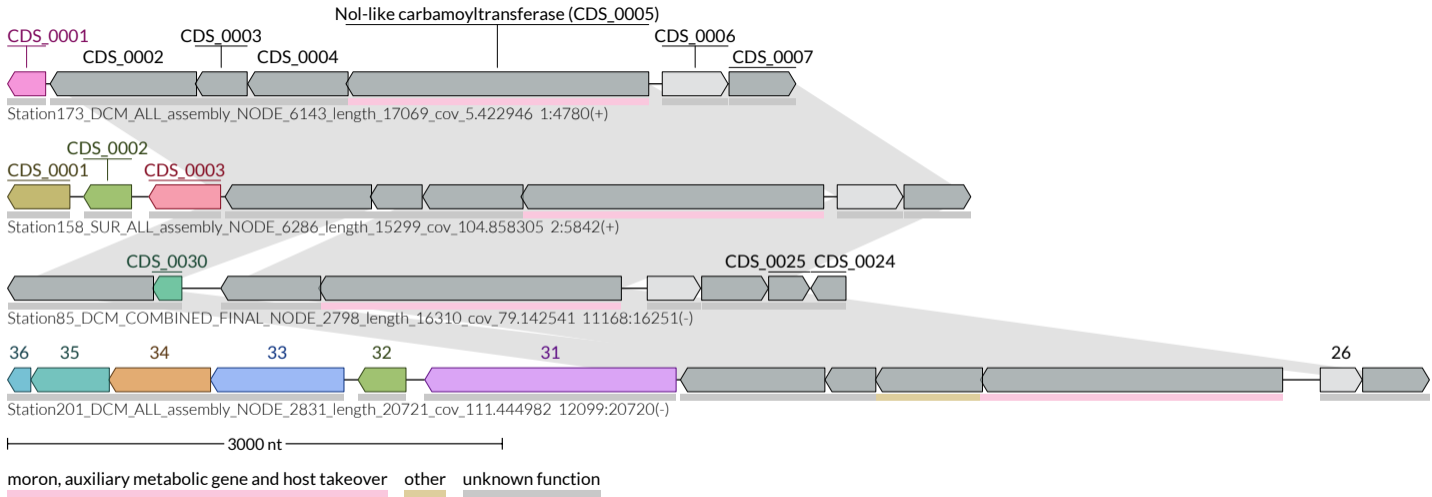 Nol-like carbamoyltransferase (CDS_0005)
CDS_0001 CDS_0003 CDS_0006
CDS_0002 CDS_0004 CDS_0007
Station173_DCM_ALL_assembly_NODE_6143_length_17069_cov_5.422946 1:4780(+)
CDS_0002
CDS_0001 CDS_0003
Station158_SUR_ALL_assembly_NODE_6286_length_15299_cov_104.858305 2:5842(+)
CDS_0030 CDS_0025 CDS_0024
Station85_DCM_COMBINED_FINAL_NODE_2798_length_16310_cov_79.142541 11168:16251(-)
36 35 34 33 32 31 26
Station201_DCM_ALL_assembly_NODE_2831_length_20721_cov_111.444982 12099:20720(-)
3000 nt
moron, auxiliary metabolic gene and host takeover other unknown function